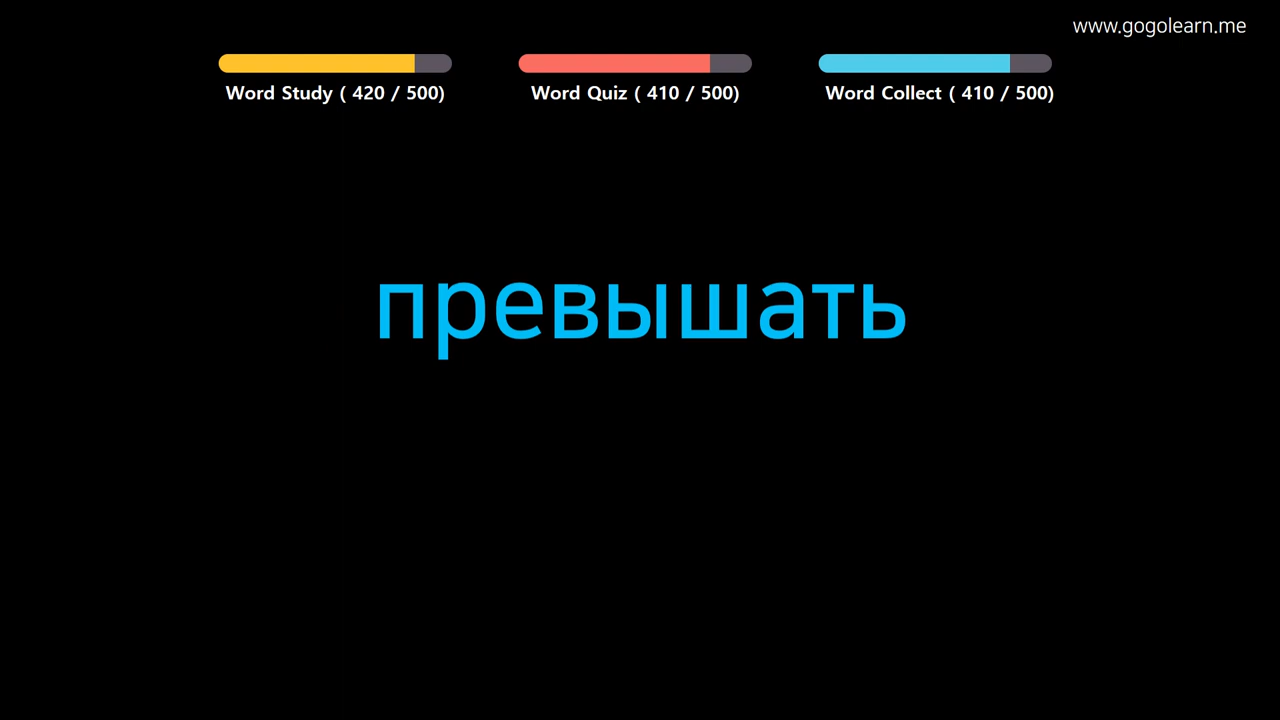 www.gogolearn.me
Word Study ( 420 / 500)
Word Quiz ( 410 / 500)
Word Collect ( 410 / 500)
превышать